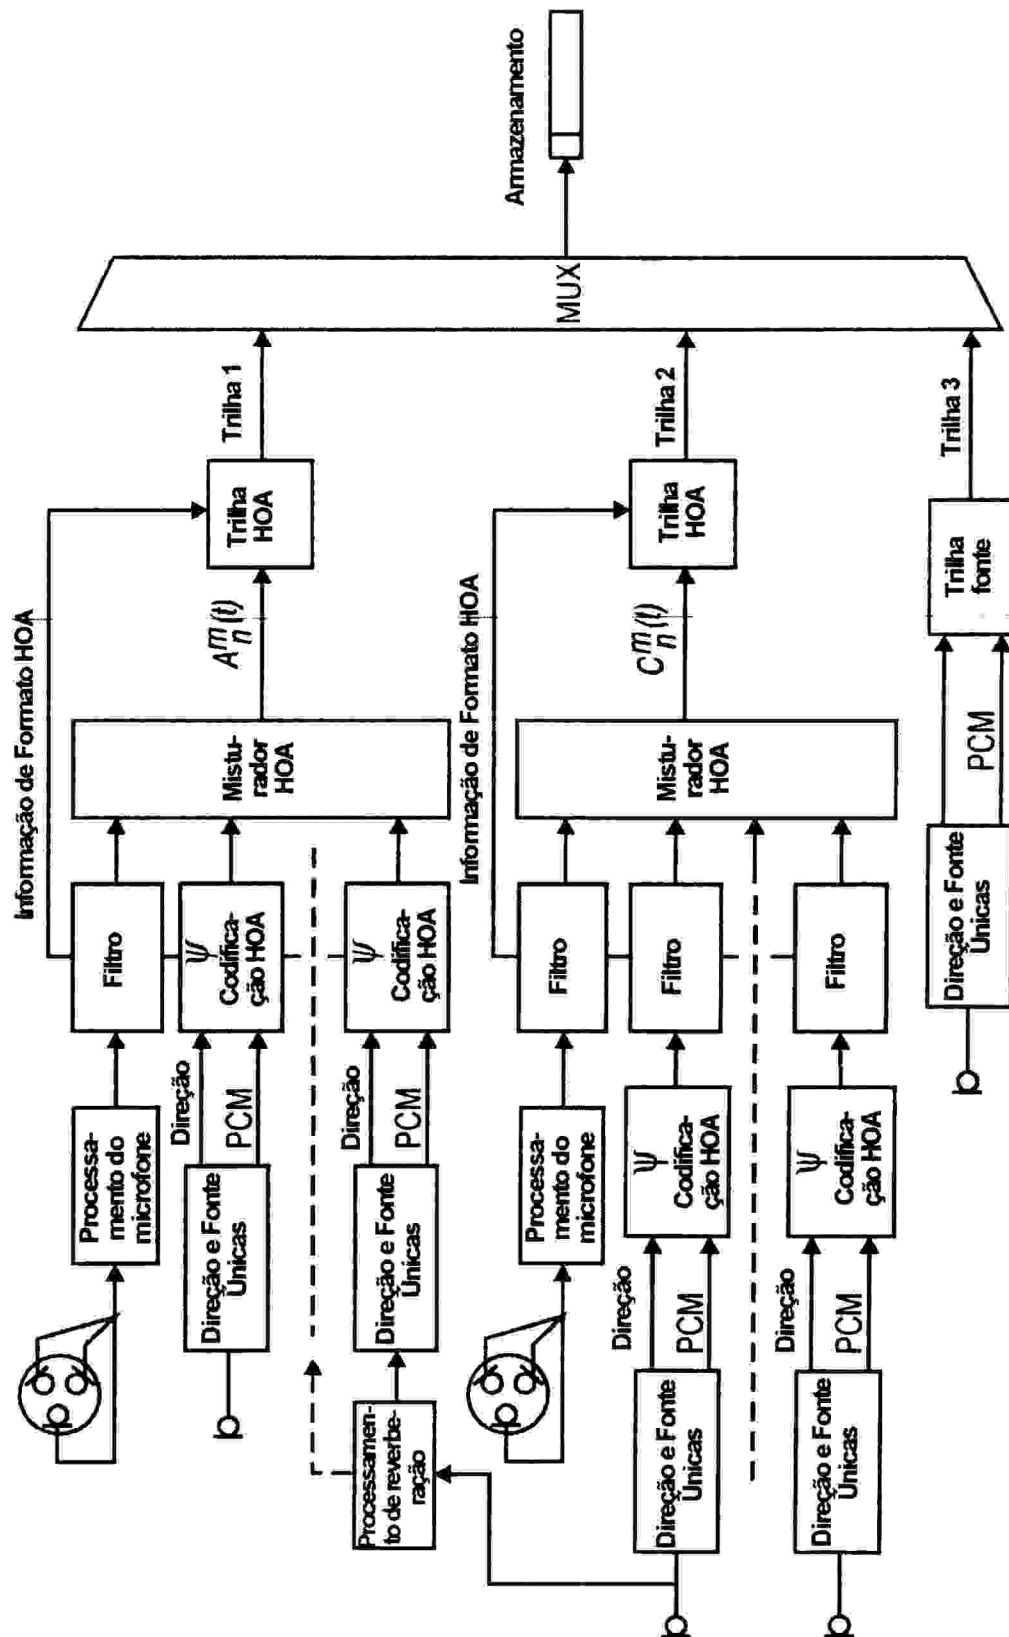 Informação de Formato HOA
Processa-
mento do
microfone
Filtro
Direção e Fonte
Únicas
Direção
PCM
Ψ
Codifica-
ção HOA
Processamen-
to de reverbe-
ração
Direção e Fonte
Únicas
Direção
PCM
Ψ
Codifica-
ção HOA
Mistu-
rador
HOA
A^m_n(t)
Trilha
HOA
Trilha 1
Informação de Formato HOA
Processa-
mento do
microfone
Filtro
Direção e Fonte
Únicas
Direção
PCM
Ψ
Codifica-
ção HOA
Filtro
Direção e Fonte
Únicas
Direção
PCM
Ψ
Codifica-
ção HOA
Filtro
Mistu-
rador
HOA
C^m_n(t)
Trilha
HOA
Trilha 2
Direção e Fonte
Únicas
PCM
Trilha
fonte
Trilha 3
MUX
Armazenamento